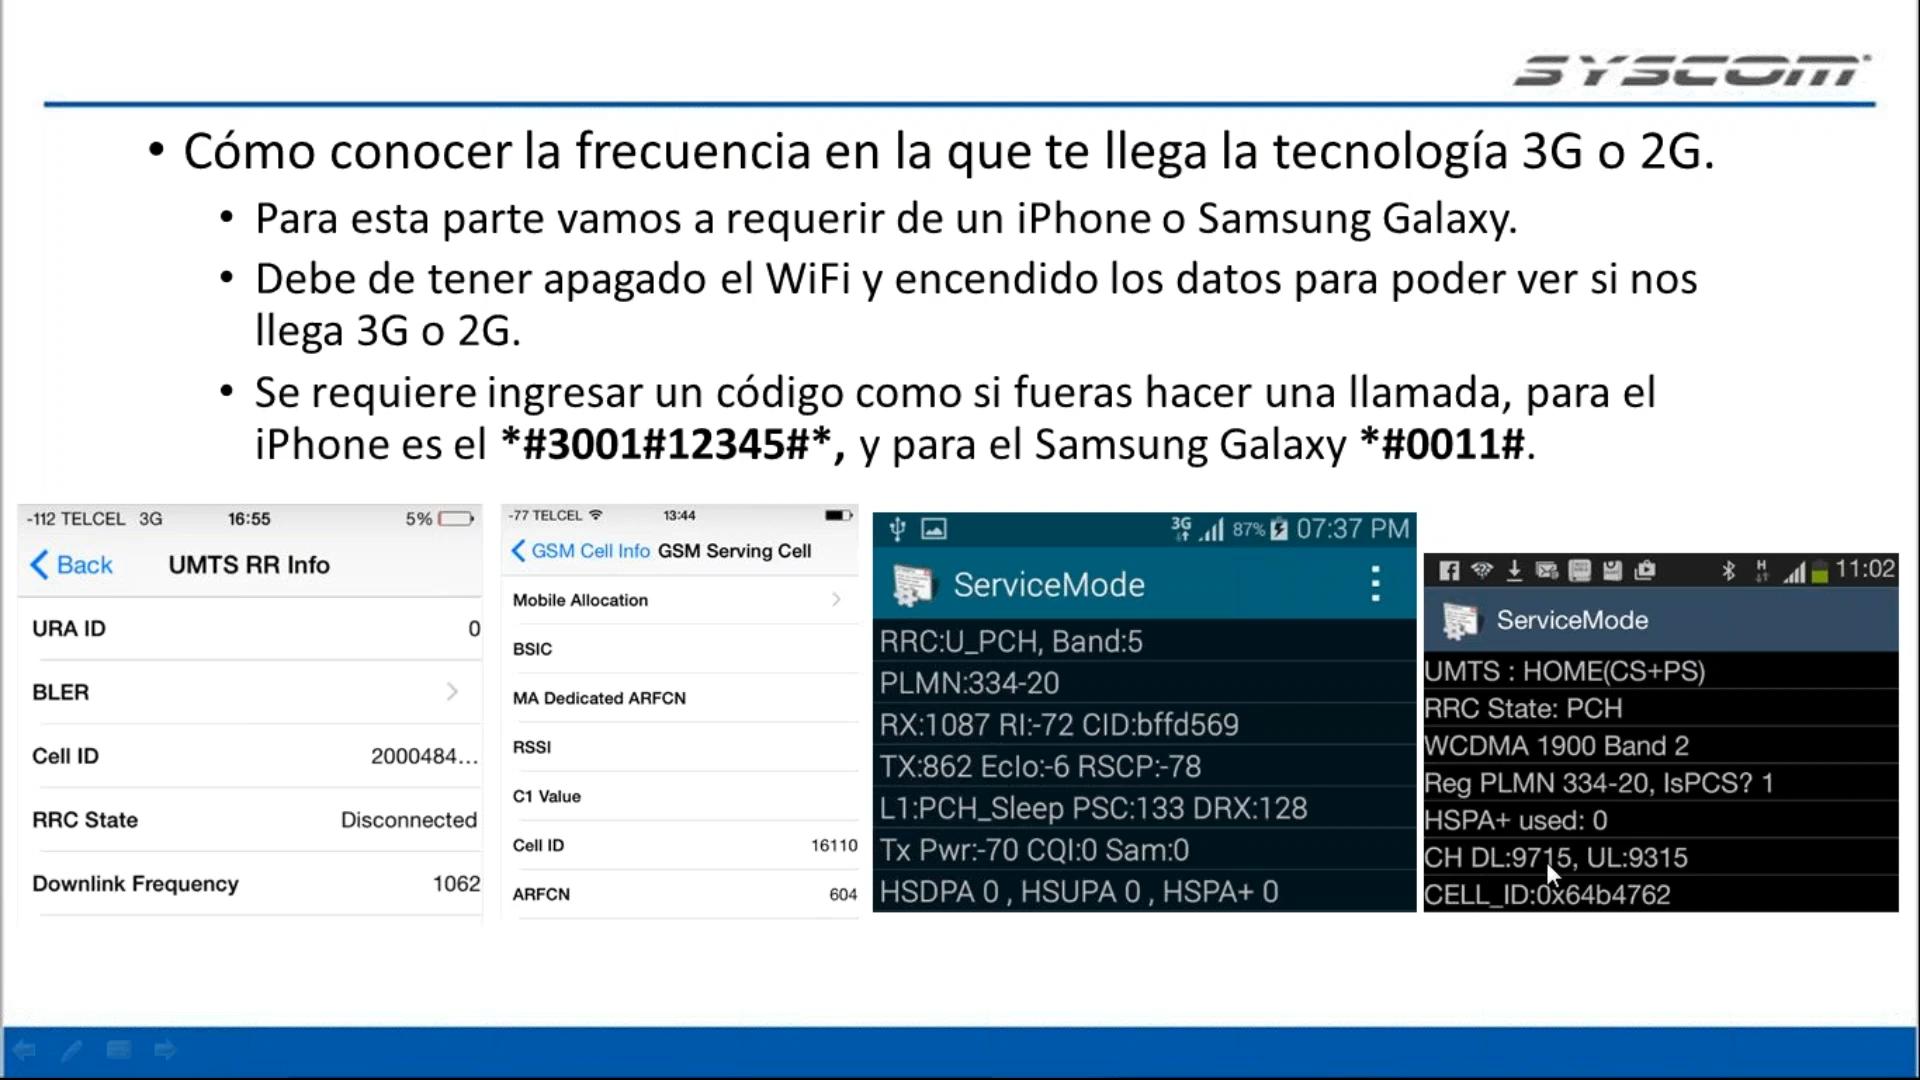 SYSCOM
• Cómo conocer la frecuencia en la que te llega la tecnología 3G o 2G.
• Para esta parte vamos a requerir de un iPhone o Samsung Galaxy.
• Debe de tener apagado el WiFi y encendido los datos para poder ver si nos
llega 3G o 2G.
• Se requiere ingresar un código como si fueras hacer una llamada, para el
iPhone es el *#3001#12345#*, y para el Samsung Galaxy *#0011#.
-112 TELCEL 3G 16:55 5%
Back UMTS RR Info
URA ID 0
BLER
Cell ID 2000484...
RRC State Disconnected
Downlink Frequency 1062
-77 TELCEL 13:44
GSM Cell Info GSM Serving Cell
Mobile Allocation
BSIC
MA Dedicated ARFCN
RSSI
C1 Value
Cell ID 16110
ARFCN 604
3G 87% 07:37 PM
ServiceMode
RRC:U_PCH, Band:5
PLMN:334-20
RX:1087 RI:-72 CID:bffd569
TX:862 EcIo:-6 RSCP:-78
L1:PCH_Sleep PSC:133 DRX:128
Tx Pwr:-70 CQI:0 Sam:0
HSDPA 0 , HSUPA 0 , HSPA+ 0
H 11:02
ServiceMode
UMTS : HOME(CS+PS)
RRC State: PCH
WCDMA 1900 Band 2
Reg PLMN 334-20, IsPCS? 1
HSPA+ used: 0
CH DL:9715, UL:9315
CELL_ID:0x64b4762